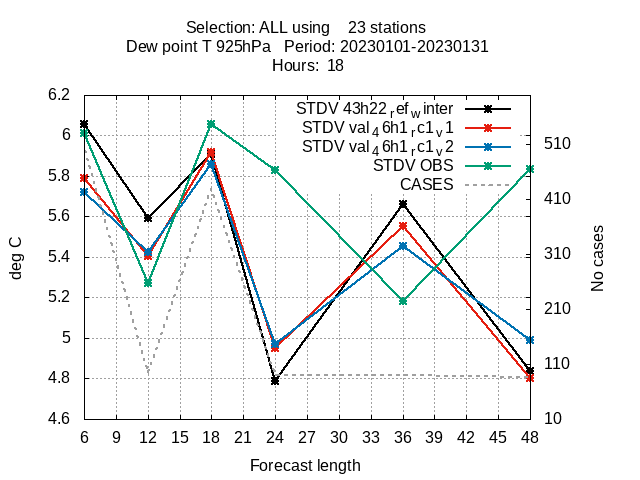 Selection: ALL using    23 stations
Dew point T 925hPa   Period: 20230101-20230131
Hours: 18
STDV 43h22refwinter
STDV val46h1rc1v1
STDV val46h1rc1v2
STDV OBS
CASES
6.2
6
5.8
5.6
5.4
5.2
5
4.8
4.6
deg C
510
410
310
210
110
10
No cases
6 9 12 15 18 21 24 27 30 33 36 39 42 45 48
Forecast length